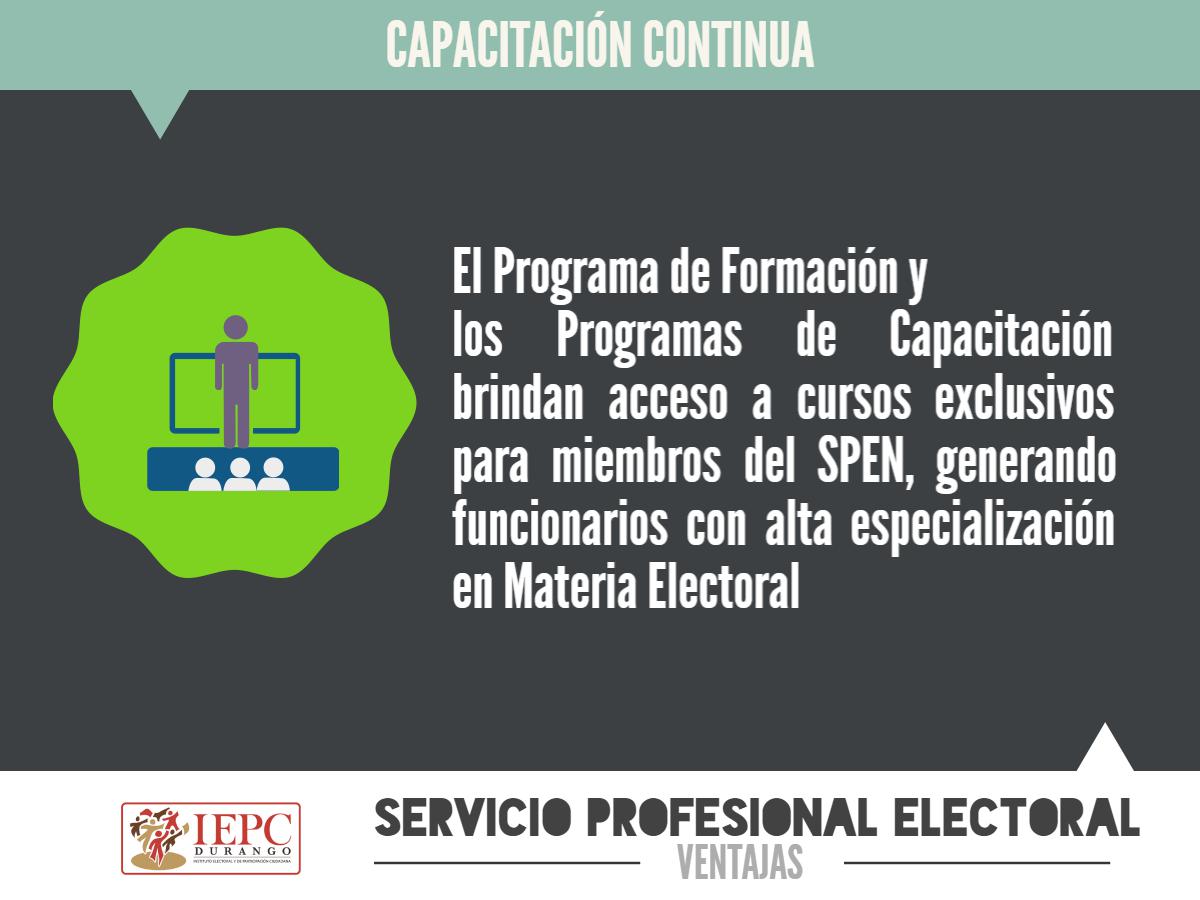 CAPACITACIÓN CONTINUA
El Programa de Formación y
los Programas de Capacitación
brindan acceso a cursos exclusivos
para miembros del SPEN, generando
funcionarios con alta especialización
en Materia Electoral
IEPC
DURANGO
INSTITUTO ELECTORAL Y DE PARTICIPACIÓN CIUDADANA
SERVICIO PROFESIONAL ELECTORAL
VENTAJAS